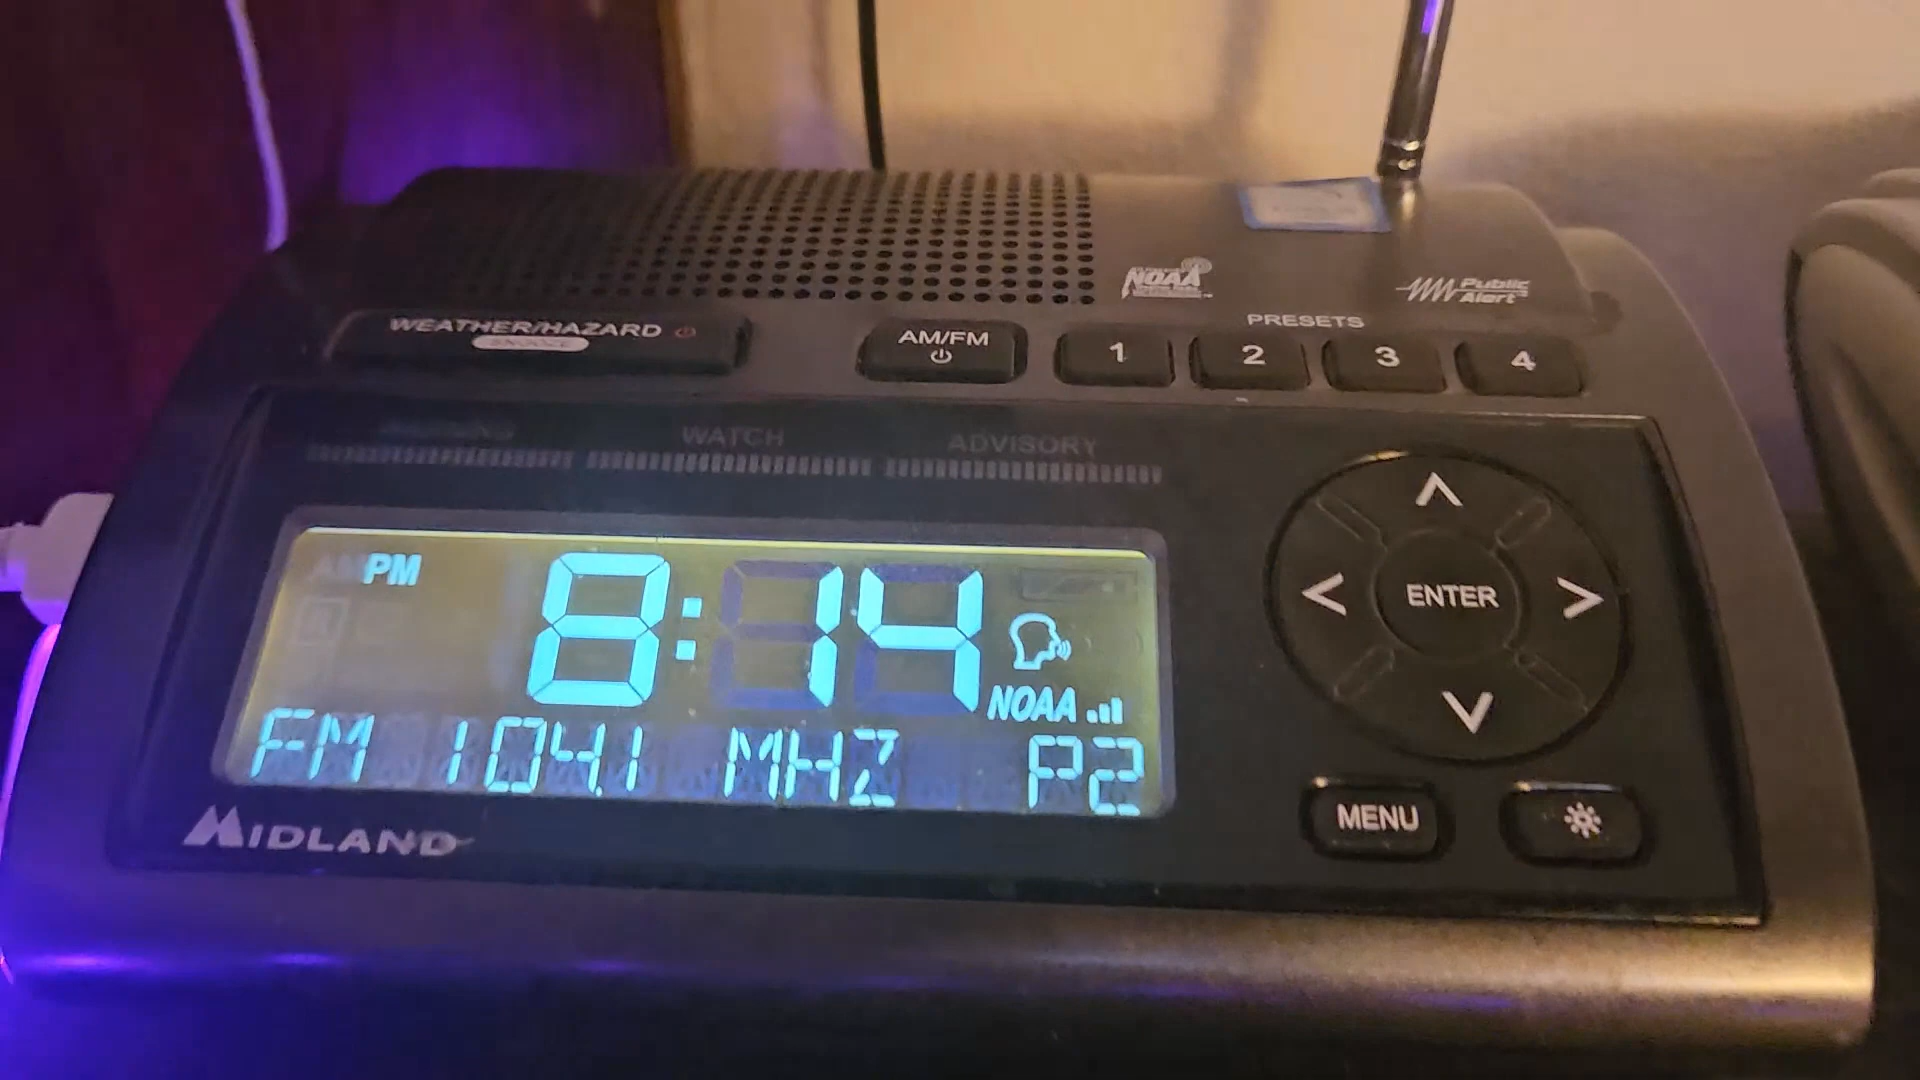 NOAA
Public
Alert
PRESETS
WEATHER/HAZARD
SNOOZE
AM/FM
1
2
3
4
WATCH
ADVISORY
PM
8:14
NOAA
FM 104.1 MHZ P2
MIDLAND
ENTER
MENU